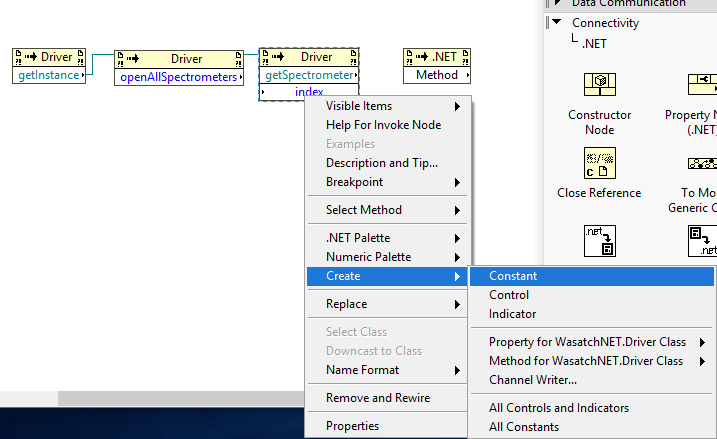 Data Communication
Connectivity
.NET
Driver
getInstance
Driver
openAllSpectrometers
Driver
getSpectrometer
index
.NET
Method
Constructor
Node
Property N
(.NET)
Close Reference
To Mo
Generic C
.net
.net
Visible Items
Help For Invoke Node
Examples
Description and Tip...
Breakpoint
Select Method
.NET Palette
Numeric Palette
Create
Replace
Select Class
Downcast to Class
Name Format
Remove and Rewire
Properties
Constant
Control
Indicator
Property for WasatchNET.Driver Class
Method for WasatchNET.Driver Class
Channel Writer...
All Controls and Indicators
All Constants